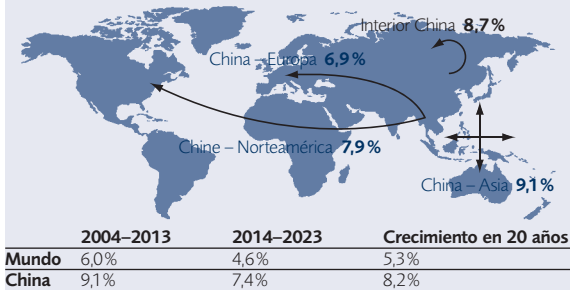 Interior China 8,7%
China – Europa 6,9%
Chine – Norteamérica 7,9%
China – Asia 9,1%
2004–2013 2014–2023 Crecimiento en 20 años
Mundo 6,0% 4,6% 5,3%
China 9,1% 7,4% 8,2%